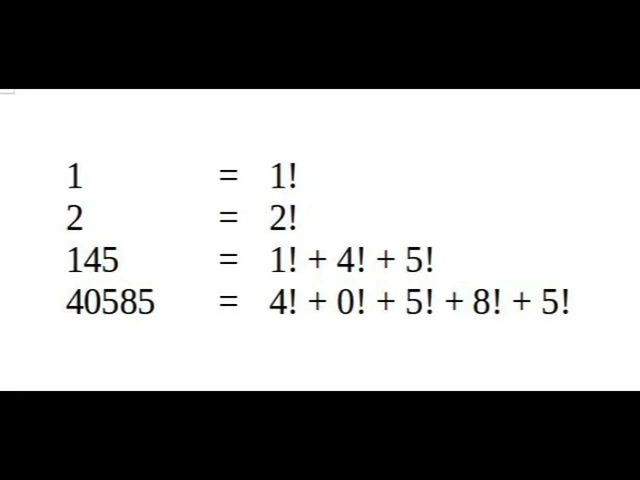 1 = 1!
2 = 2!
145 = 1! + 4! + 5!
40585 = 4! + 0! + 5! + 8! + 5!